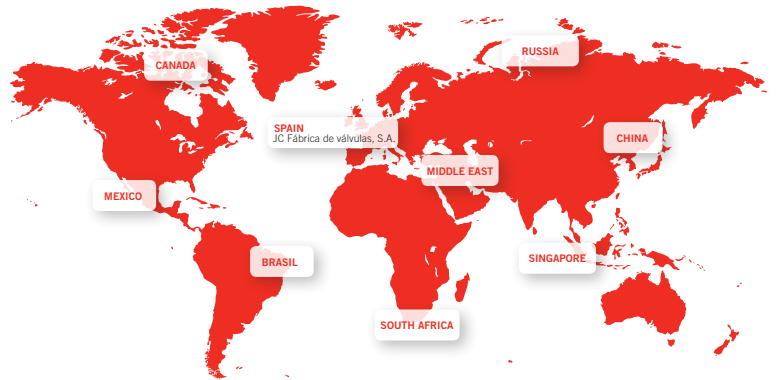 RUSSIA
CANADA
SPAIN
JC Fábrica de válvulas, S.A.
CHINA
MIDDLE EAST
MEXICO
BRASIL
SINGAPORE
SOUTH AFRICA